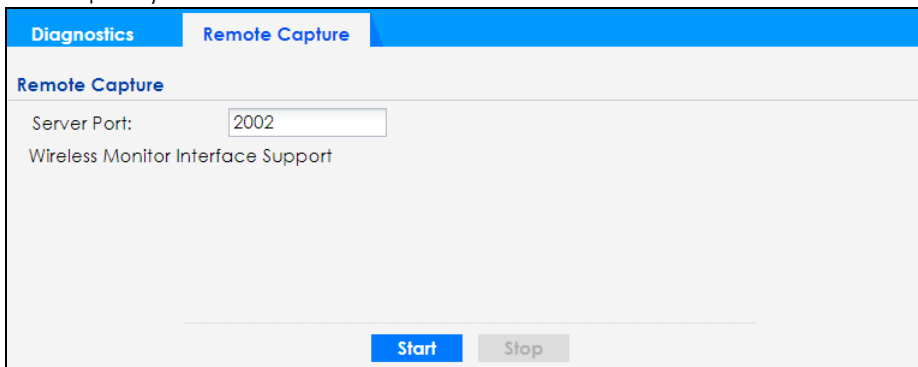 Diagnostics Remote Capture
Remote Capture
Server Port: 2002
Wireless Monitor Interface Support
Start Stop